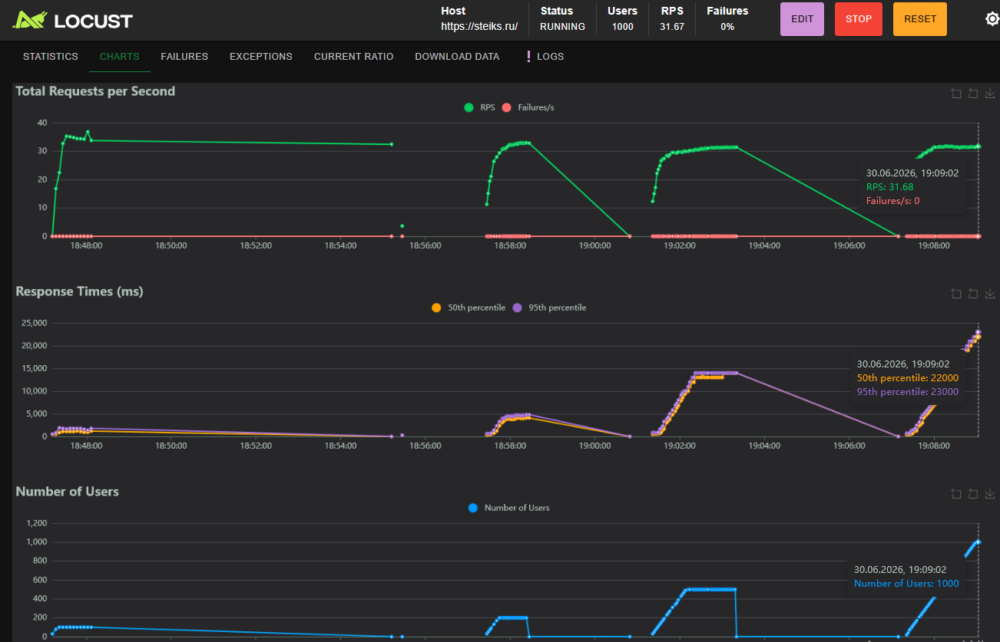 LOCUST
Host Status Users RPS Failures
https://steiks.ru/ RUNNING 1000 31.67 0%
EDIT STOP RESET
STATISTICS CHARTS FAILURES EXCEPTIONS CURRENT RATIO DOWNLOAD DATA ! LOGS
Total Requests per Second
RPS Failures/s
40
30
20
10
0
30.06.2026, 19:09:02
RPS: 31.68
Failures/s: 0
18:48:00 18:50:00 18:52:00 18:54:00 18:56:00 18:58:00 19:00:00 19:02:00 19:04:00 19:06:00 19:08:00
Response Times (ms)
50th percentile 95th percentile
25,000
20,000
15,000
10,000
5,000
0
30.06.2026, 19:09:02
50th percentile: 22000
95th percentile: 23000
18:48:00 18:50:00 18:52:00 18:54:00 18:56:00 18:58:00 19:00:00 19:02:00 19:04:00 19:06:00 19:08:00
Number of Users
Number of Users
1,200
1,000
800
600
400
200
0
30.06.2026, 19:09:02
Number of Users: 1000